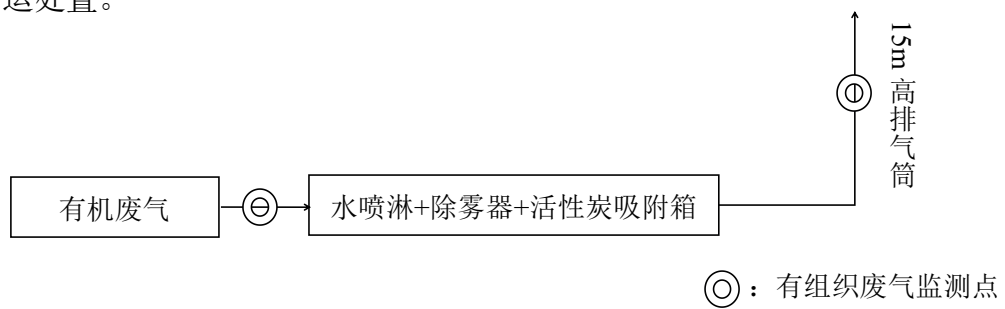 运处置。
15m高排气筒
有机废气
水喷淋+除雾器+活性炭吸附箱
◎：有组织废气监测点